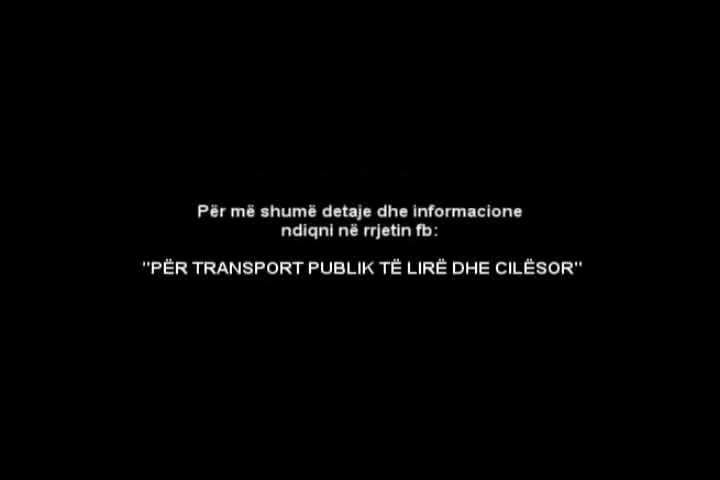 Për më shumë detaje dhe informacione
ndiqni në rrjetin fb:
"PËR TRANSPORT PUBLIK TË LIRË DHE CILËSOR"